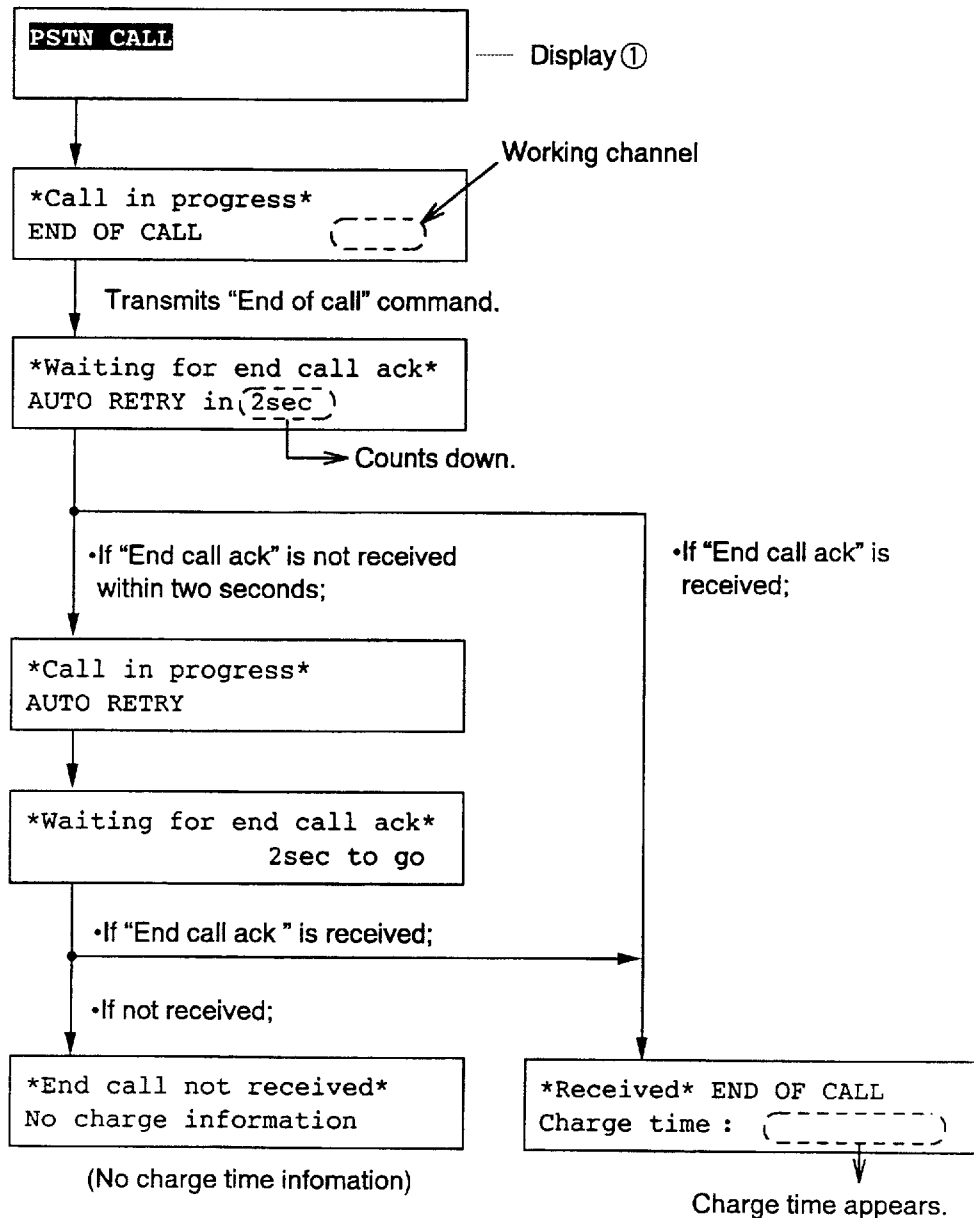 PSTN CALL
Display ①
Working channel
*Call in progress*
END OF CALL
Transmits “End of call” command.
*Waiting for end call ack*
AUTO RETRY in 2sec
Counts down.
•If “End call ack” is not received
within two seconds;
•If “End call ack” is
received;
*Call in progress*
AUTO RETRY
*Waiting for end call ack*
2sec to go
•If “End call ack ” is received;
•If not received;
*End call not received*
No charge information
(No charge time infomation)
*Received* END OF CALL
Charge time :
Charge time appears.